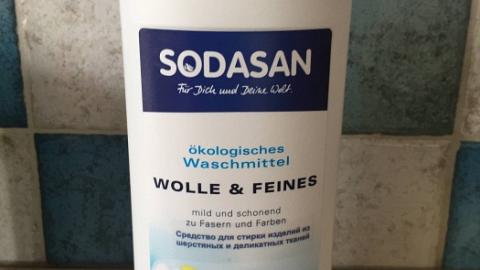 SODASAN
Für Dich und Deine Welt.
ökologisches
Waschmittel
WOLLE & FEINES
mild und schonend
zu Fasern und Farben
Средство для стирки изделий из
шерстяных и деликатных тканей